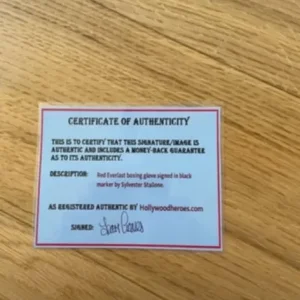 CERTIFICATE OF AUTHENTICITY
THIS IS TO CERTIFY THAT THIS SIGNATURE/IMAGE IS
AUTHENTIC AND INCLUDES A MONEY-BACK GUARANTEE
AS TO ITS AUTHENTICITY.
DESCRIPTION: Red Everlast boxing glove signed in black
marker by Sylvester Stallone.
AS REGISTERED AUTHENTIC BY Hollywoodheroes.com
SIGNED: